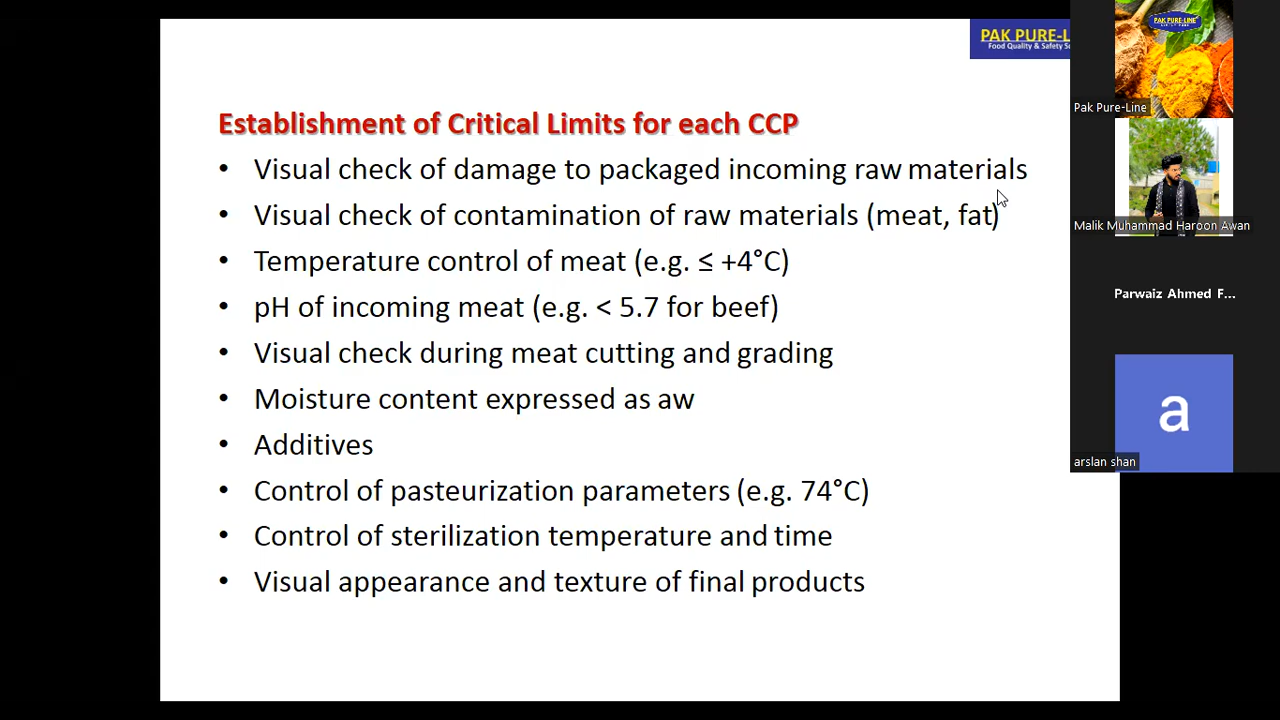 PAK PURE-L
Food Quality & Safety S
Establishment of Critical Limits for each CCP
• Visual check of damage to packaged incoming raw materials
• Visual check of contamination of raw materials (meat, fat)
• Temperature control of meat (e.g. ≤ +4°C)
• pH of incoming meat (e.g. < 5.7 for beef)
• Visual check during meat cutting and grading
• Moisture content expressed as aw
• Additives
• Control of pasteurization parameters (e.g. 74°C)
• Control of sterilization temperature and time
• Visual appearance and texture of final products
PAK PURE-LINE
Pak Pure-Line
Malik Muhammad Haroon Awan
Parwaiz Ahmed F...
a
arslan shan